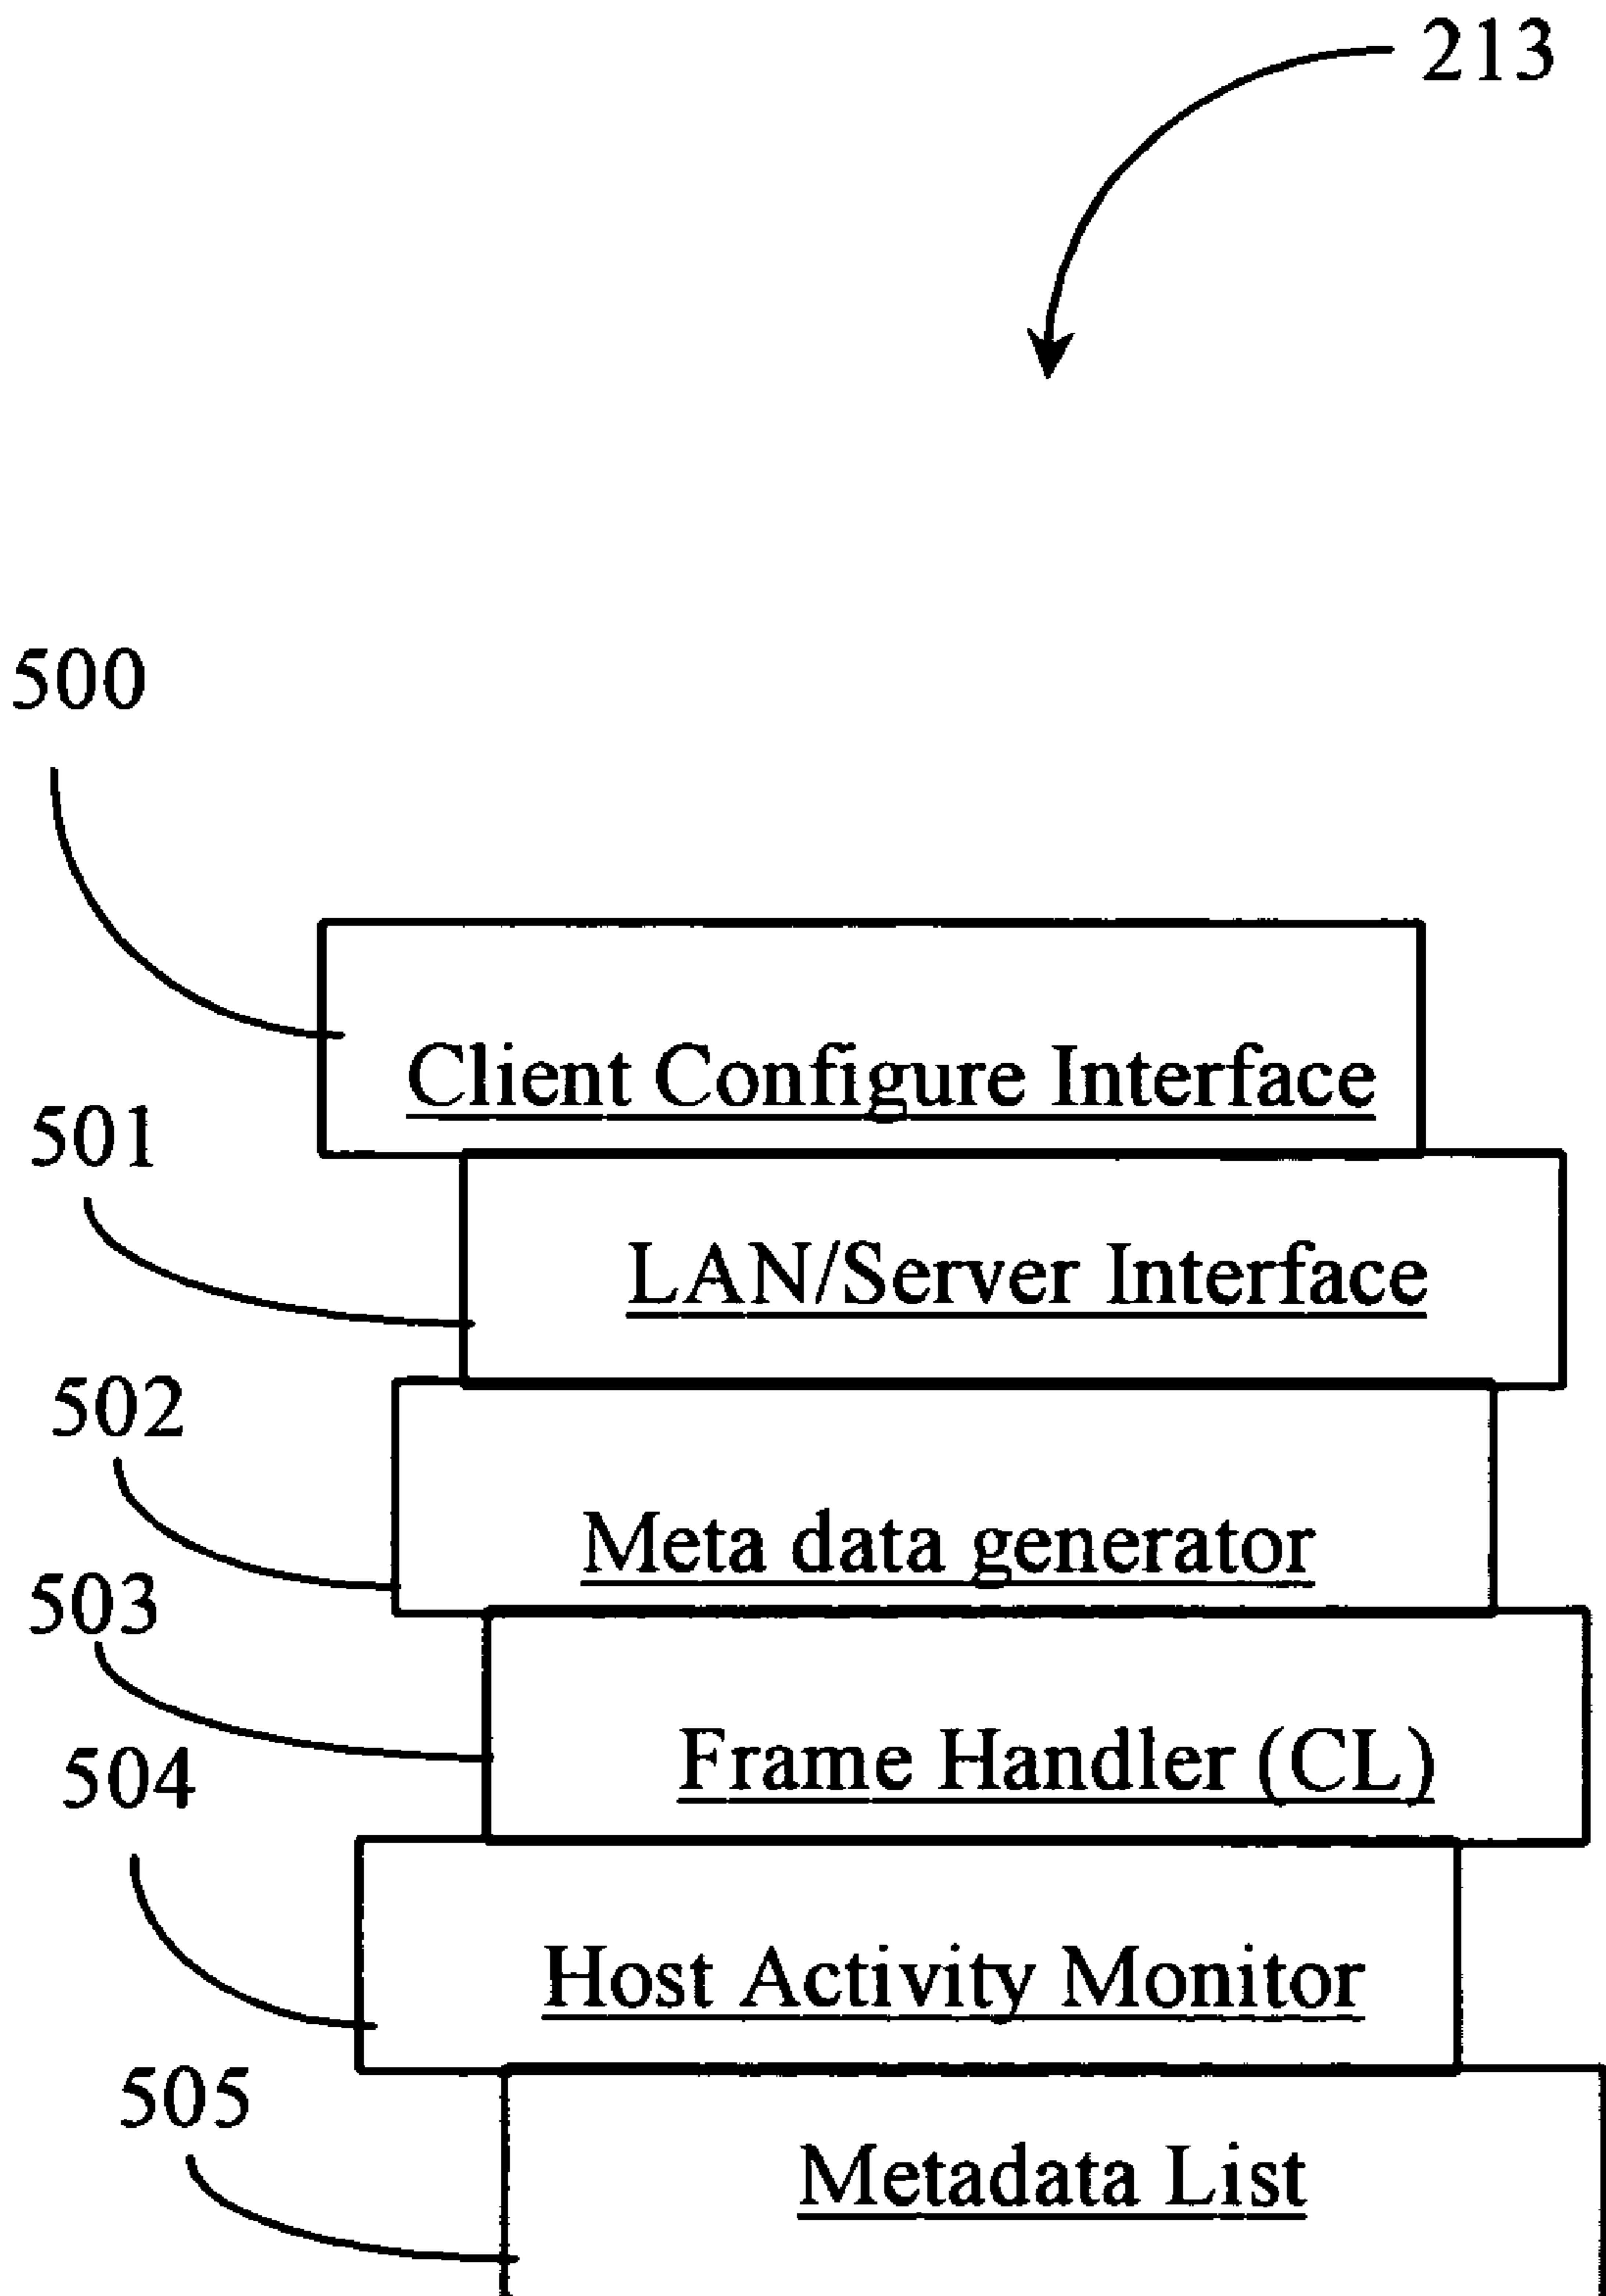 213
500
Client Configure Interface
501
LAN/Server Interface
502
Meta data generator
503
Frame Handler (CL)
504
Host Activity Monitor
505
Metadata List